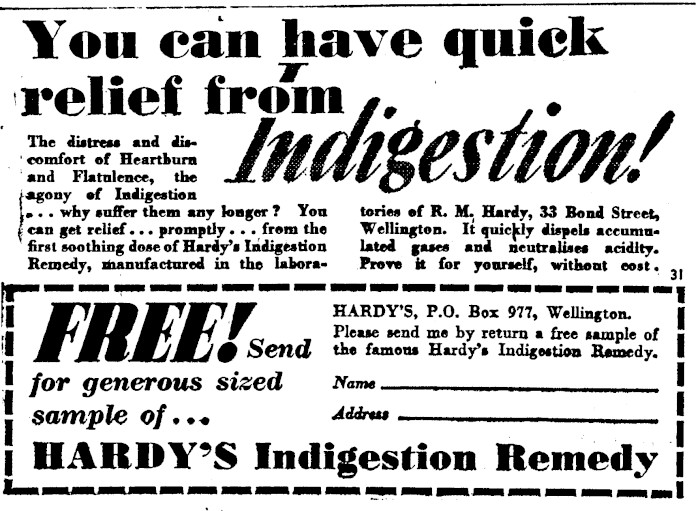 You can have quick
relief from
Indigestion!
The distress and dis-
comfort of Heartburn
and Flatulence, the
agony of Indigestion
... why suffer them any longer? You
can get relief... promptly... from the
first soothing dose of Hardy's Indigestion
Remedy, manufactured in the labora-
tories of R. M. Hardy, 33 Bond Street,
Wellington. It quickly dispels accumu-
lated gases and neutralises acidity.
Prove it for yourself, without cost.
31
FREE! Send
for generous sized
sample of...
HARDY'S, P.O. Box 977, Wellington.
Please send me by return a free sample of
the famous Hardy's Indigestion Remedy.
Name
Address
HARDY'S Indigestion Remedy